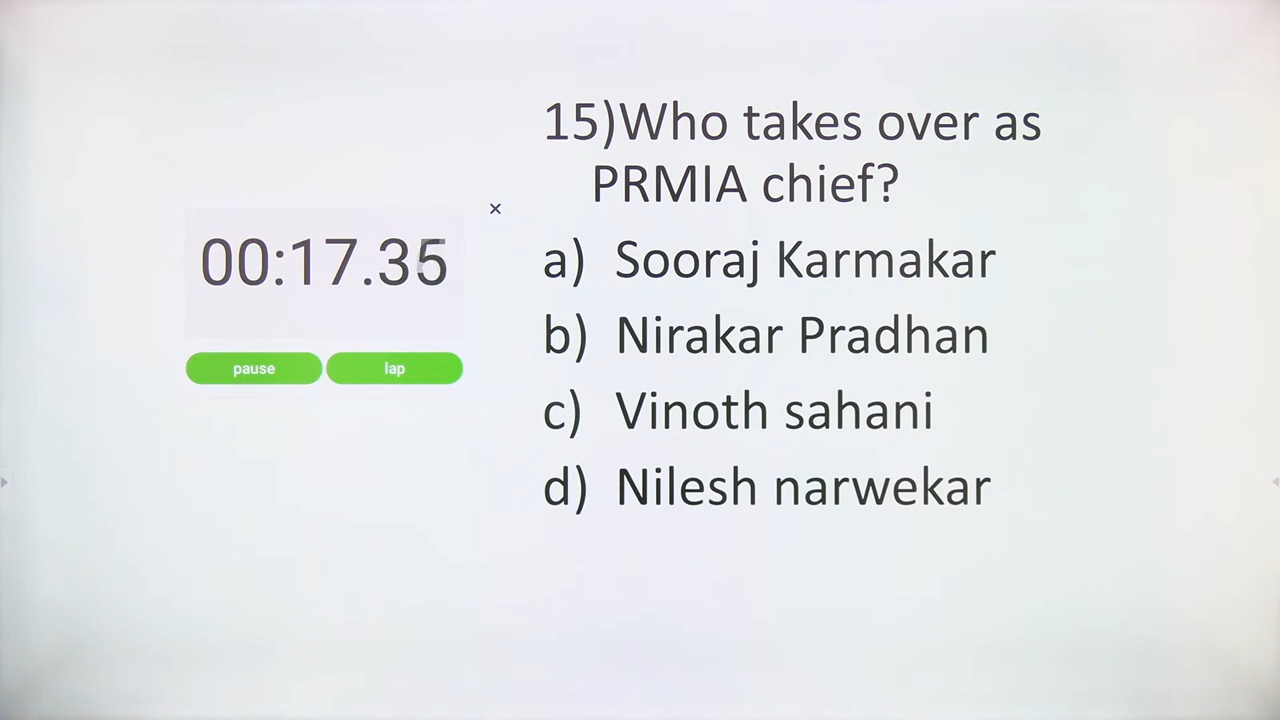 15)Who takes over as
PRMIA chief?
×
00:17.35
pause
lap
a) Sooraj Karmakar
b) Nirakar Pradhan
c) Vinoth sahani
d) Nilesh narwekar